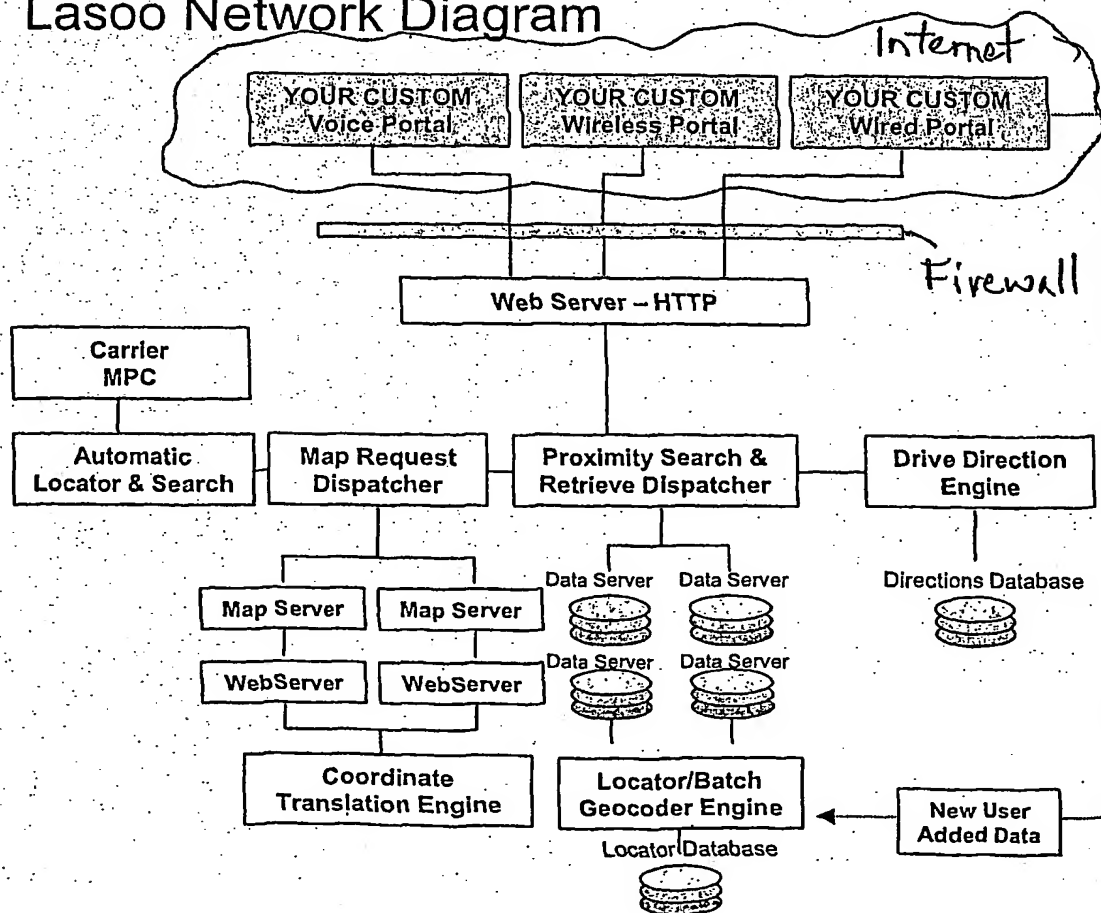 Lasoo Network Diagram
Internet
YOUR CUSTOM
Voice Portal
YOUR CUSTOM
Wireless Portal
YOUR CUSTOM
Wired Portal
Firewall
Web Server – HTTP
Carrier
MPC
Automatic
Locator & Search
Map Request
Dispatcher
Proximity Search &
Retrieve Dispatcher
Drive Direction
Engine
Map Server
Map Server
Data Server
Data Server
Directions Database
WebServer
WebServer
Data Server
Data Server
Coordinate
Translation Engine
Locator/Batch
Geocoder Engine
New User
Added Data
Locator Database